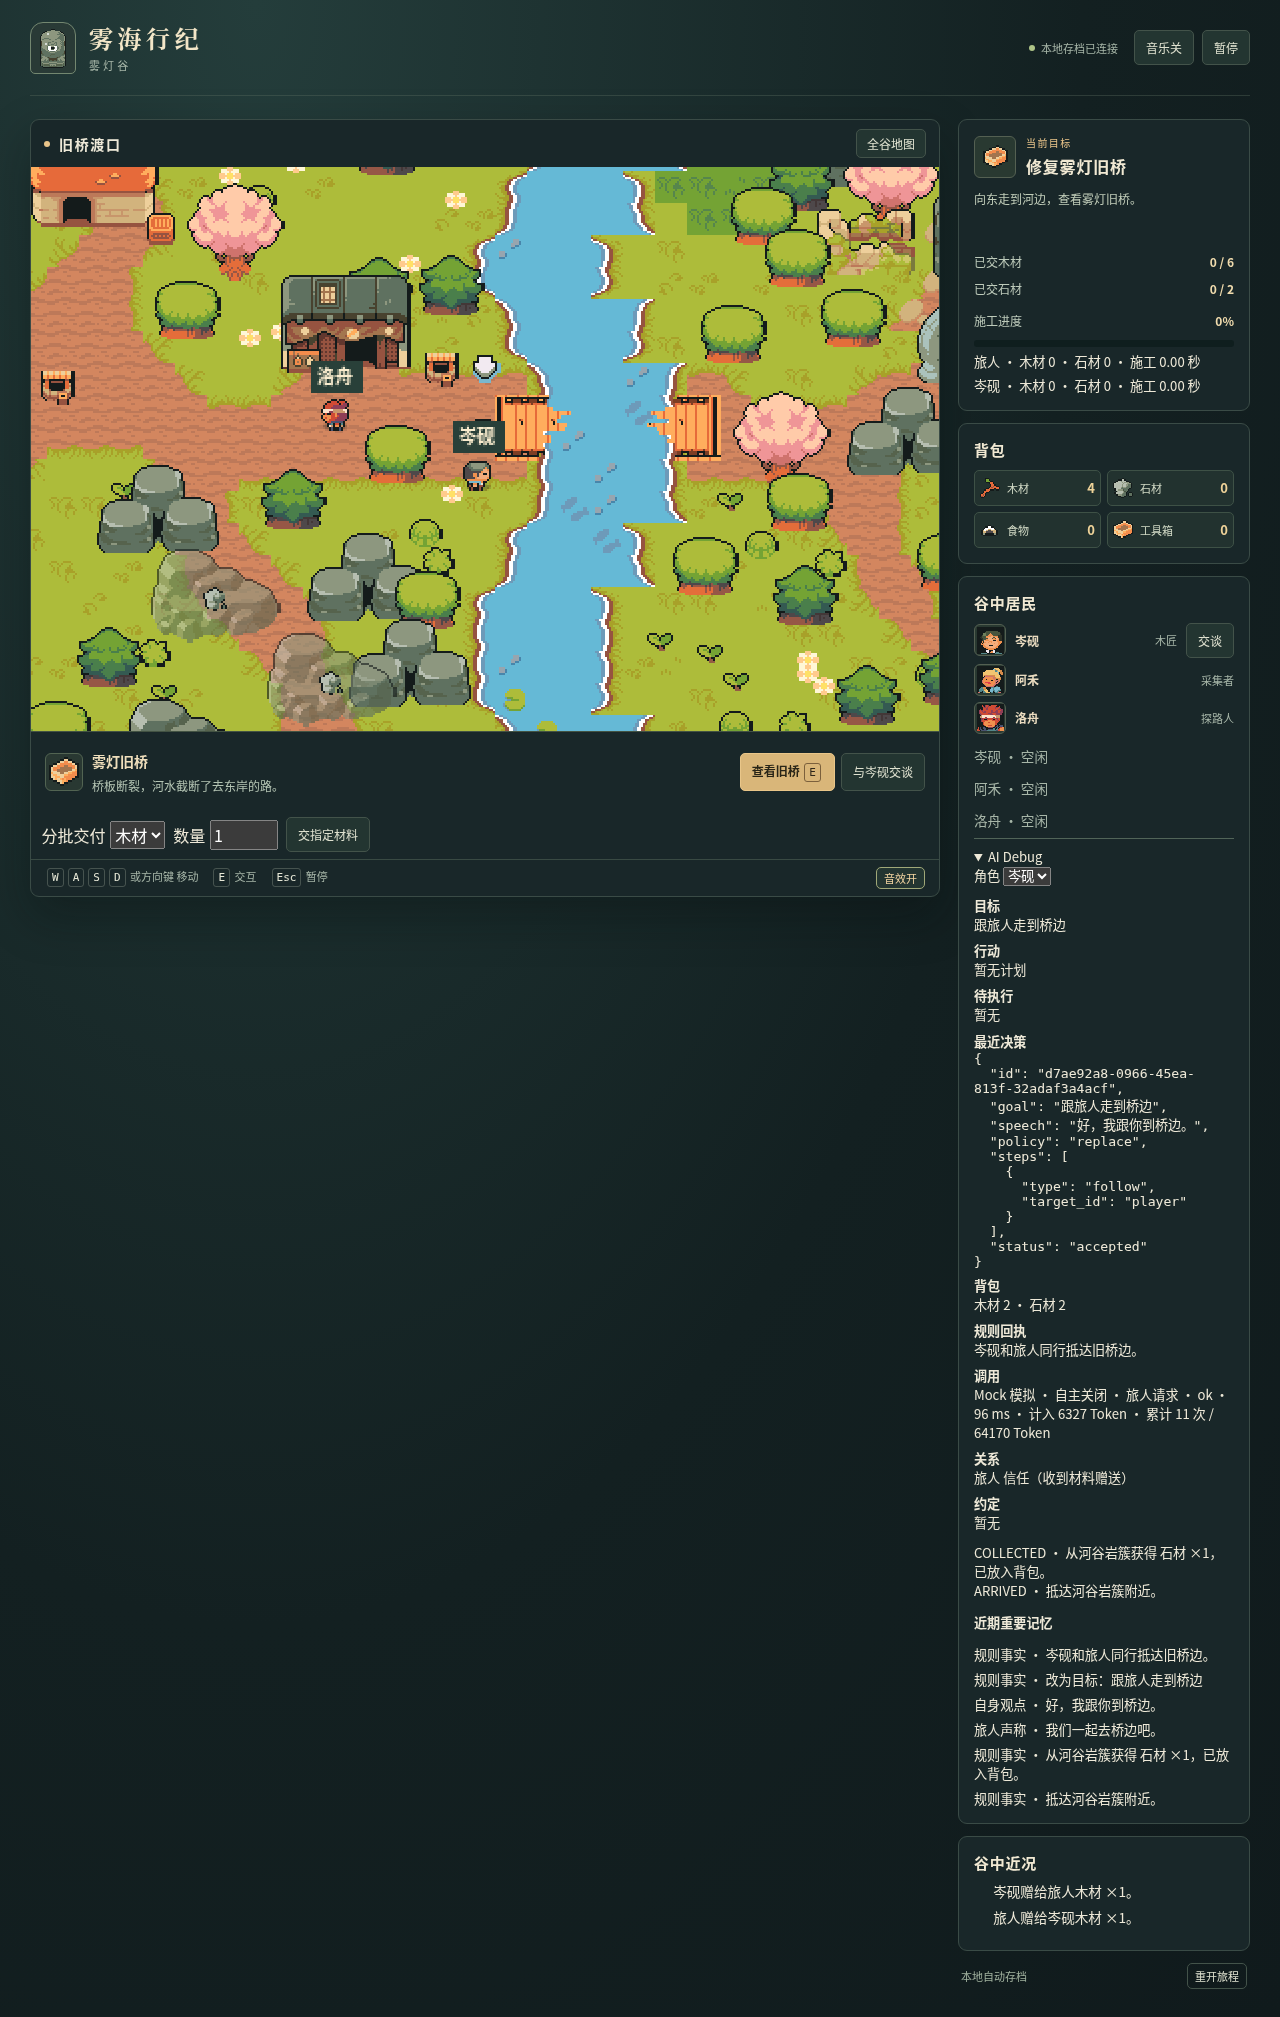 雾海行纪
雾灯谷
本地存档已连接
音乐关
暂停
旧桥渡口
全谷地图
洛舟
岑砚
雾灯旧桥
桥板断裂，河水截断了去东岸的路。
查看旧桥 E
与岑砚交谈
分批交付 木材 数量 1 交指定材料
W A S D 或方向键 移动 E 交互 Esc 暂停
音效开
当前目标
修复雾灯旧桥
向东走到河边，查看雾灯旧桥。
已交木材 0 / 6
已交石材 0 / 2
施工进度 0%
旅人 · 木材 0 · 石材 0 · 施工 0.00 秒
岑砚 · 木材 0 · 石材 0 · 施工 0.00 秒
背包
木材 4 石材 0
食物 0 工具箱 0
谷中居民
岑砚 木匠 交谈
阿禾 采集者
洛舟 探路人
岑砚 · 空闲
阿禾 · 空闲
洛舟 · 空闲
▼ AI Debug
角色 岑砚
目标
跟旅人走到桥边
行动
暂无计划
待执行
暂无
最近决策
{
  "id": "d7ae92a8-0966-45ea-
813f-32adaf3a4acf",
  "goal": "跟旅人走到桥边",
  "speech": "好，我跟你到桥边。",
  "policy": "replace",
  "steps": [
    {
      "type": "follow",
      "target_id": "player"
    }
  ],
  "status": "accepted"
}
背包
木材 2 · 石材 2
规则回执
岑砚和旅人同行抵达旧桥边。
调用
Mock 模拟 · 自主关闭 · 旅人请求 · ok ·
96 ms · 计入 6327 Token · 累计 11 次 /
64170 Token
关系
旅人 信任（收到材料赠送）
约定
暂无
COLLECTED · 从河谷岩簇获得 石材 ×1，
已放入背包。
ARRIVED · 抵达河谷岩簇附近。
近期重要记忆
规则事实 · 岑砚和旅人同行抵达旧桥边。
规则事实 · 改为目标：跟旅人走到桥边
自身观点 · 好，我跟你到桥边。
旅人声称 · 我们一起去桥边吧。
规则事实 · 从河谷岩簇获得 石材 ×1，已放
入背包。
规则事实 · 抵达河谷岩簇附近。
谷中近况
岑砚赠给旅人木材 ×1。
旅人赠给岑砚木材 ×1。
本地自动存档
重开旅程